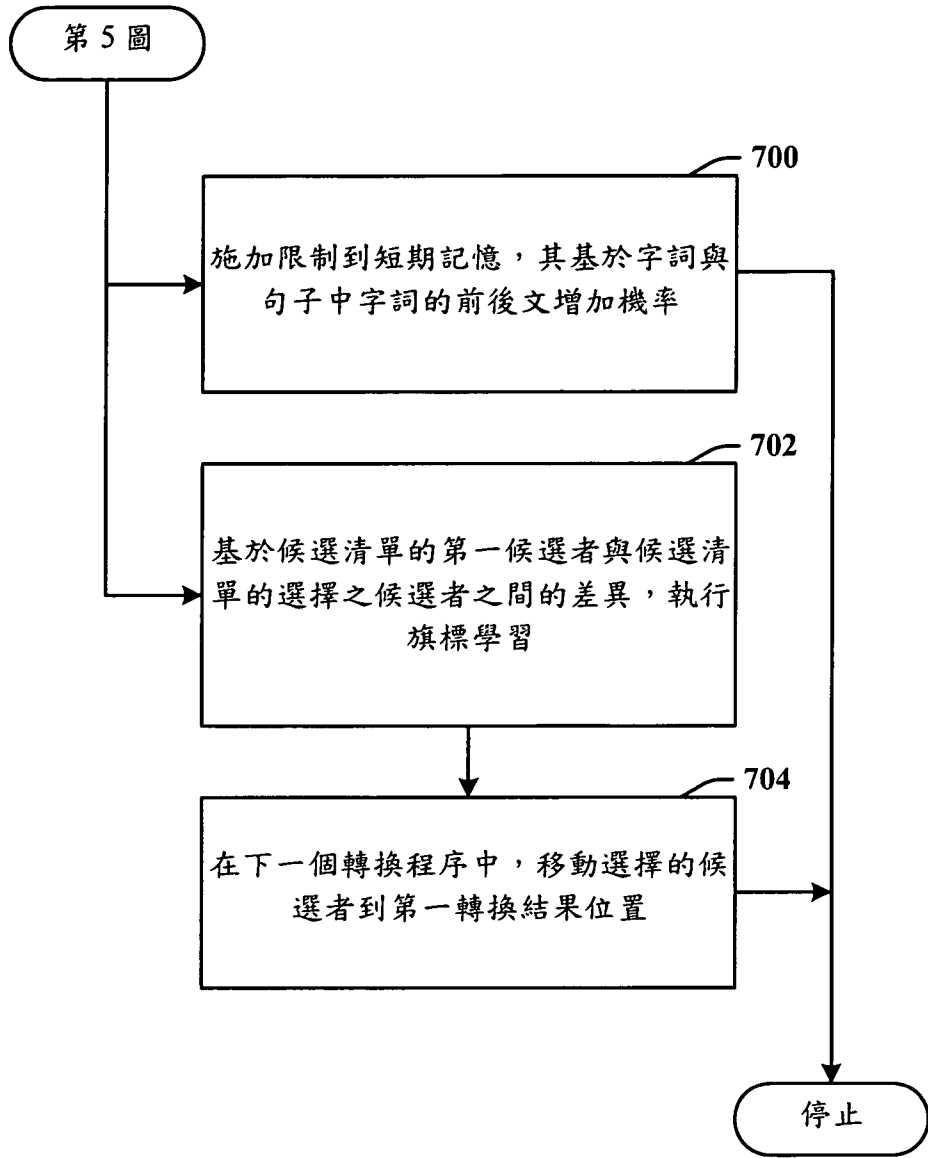 第 5 圖
700
施加限制到短期記憶，其基於字詞與
句子中字詞的前後文增加機率
702
基於候選清單的第一候選者與候選清
單的選擇之候選者之間的差異，執行
旗標學習
704
在下一個轉換程序中，移動選擇的候
選者到第一轉換結果位置
停止